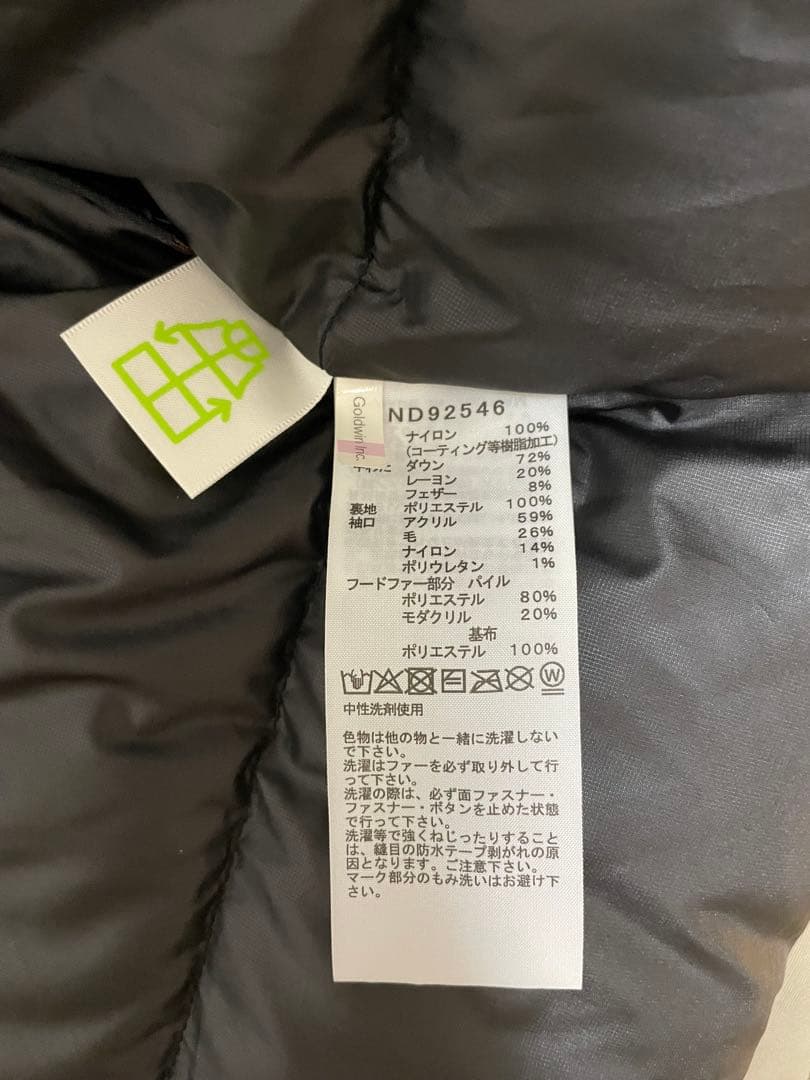 Goldwin Inc.
ND92546
ナイロン 100%
(コーティング等樹脂加工)
ダウン 72%
レーヨン 20%
フェザー 8%
裏地 ポリエステル 100%
袖口 アクリル 59%
毛 26%
ナイロン 14%
ポリウレタン 1%
フードファー部分 パイル
ポリエステル 80%
モダクリル 20%
基布
ポリエステル 100%
W
中性洗剤使用
色物は他の物と一緒に洗濯しない
で下さい。
洗濯はファーを必ず取り外して行
って下さい。
洗濯の際は、必ず面ファスナー・
ファスナー・ボタンを止めた状態
で行って下さい。
洗濯等で強くねじったりすること
は、縫目の防水テープ剥がれの原
因となります。ご注意下さい。
マーク部分のもみ洗いはお避け下
さい。